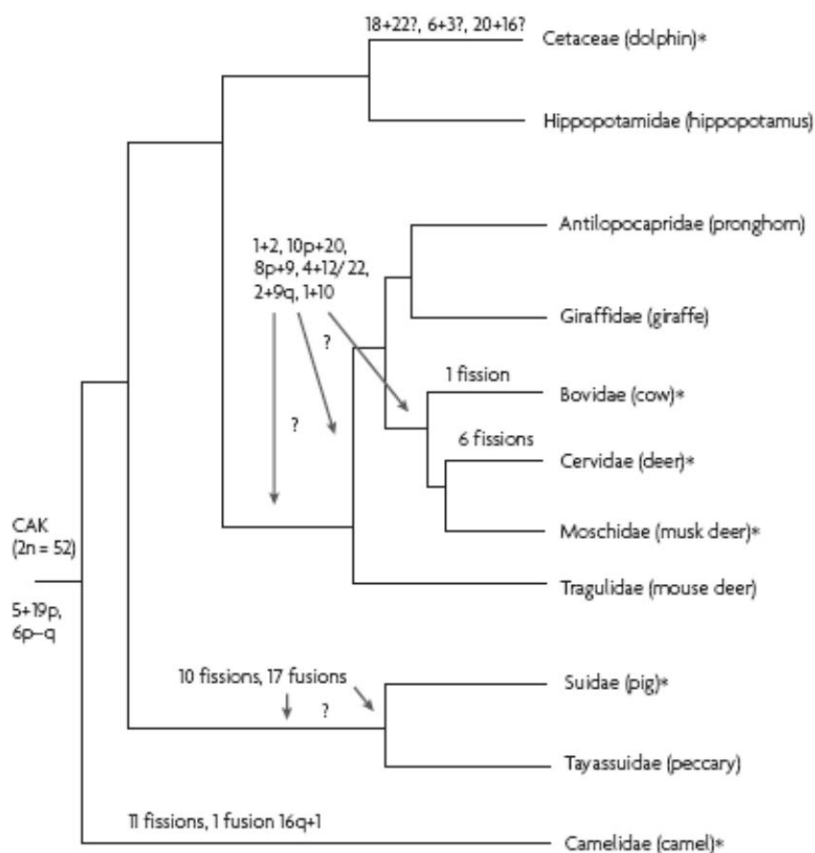 18+22?, 6+3?, 20+16?
Cetaceae (dolphin)*
Hippopotamidae (hippopotamus)
Antilopocapridae (pronghorn)
1+2, 10p+20,
8p+9, 4+12/22,
2+9q, 1+10
Giraffidae (giraffe)
?
1 fission
Bovidae (cow)*
?
6 fissions
Cervidae (deer)*
CAK
(2n = 52)
Moschidae (musk deer)*
Tragulidae (mouse deer)
5+19p,
6p–q
10 fissions, 17 fusions
Suidae (pig)*
?
Tayassuidae (peccary)
11 fissions, 1 fusion 16q+1
Camelidae (camel)*